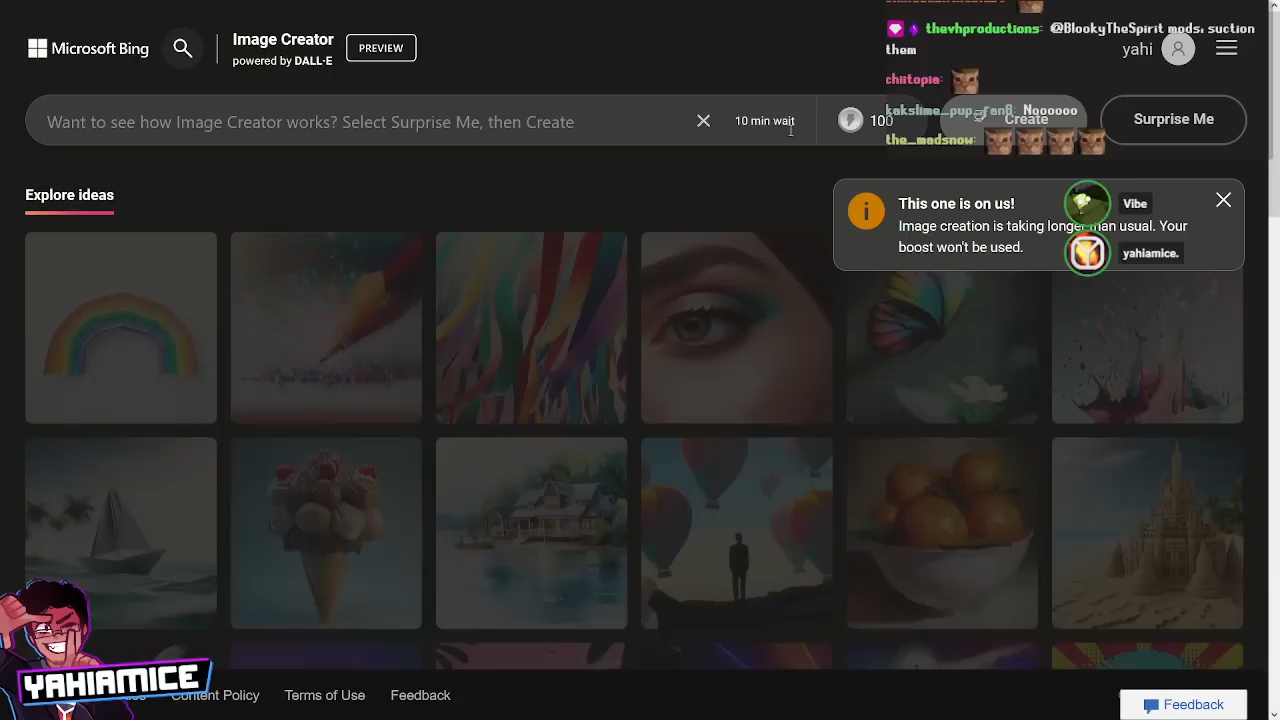 Microsoft Bing
Image Creator
powered by DALL·E
PREVIEW
thevhproductions: @BlookyTheSpirit mods, suction
them
yahi
chiitopia:
Nooooo
the_madsnow:
Want to see how Image Creator works? Select Surprise Me, then Create
10 min wait
100
Create
Surprise Me
Explore ideas
This one is on us!
Image creation is taking longer than usual. Your
boost won't be used.
Vibe
yahiamice.
YAHIAMICE
Content Policy
Terms of Use
Feedback
Feedback